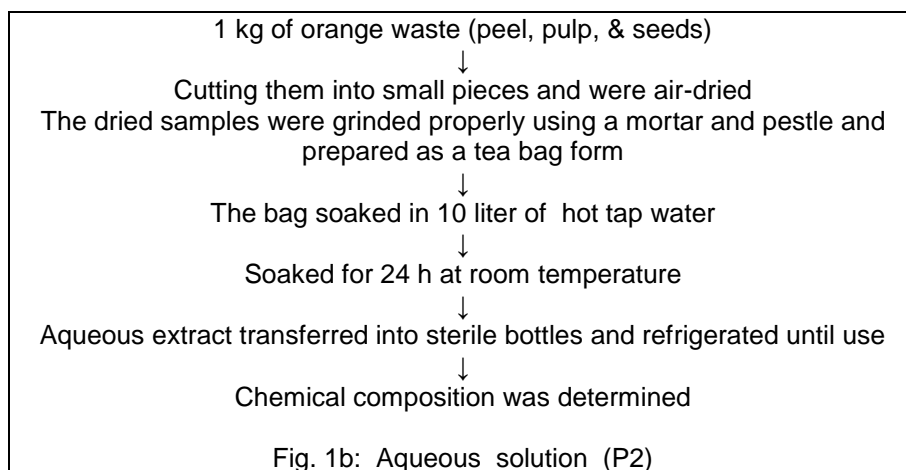 1 kg of orange waste (peel, pulp, & seeds)
↓
Cutting them into small pieces and were air-dried
The dried samples were grinded properly using a mortar and pestle and
prepared as a tea bag form
↓
The bag soaked in 10 liter of hot tap water
↓
Soaked for 24 h at room temperature
↓
Aqueous extract transferred into sterile bottles and refrigerated until use
↓
Chemical composition was determined
Fig. 1b: Aqueous solution (P2)